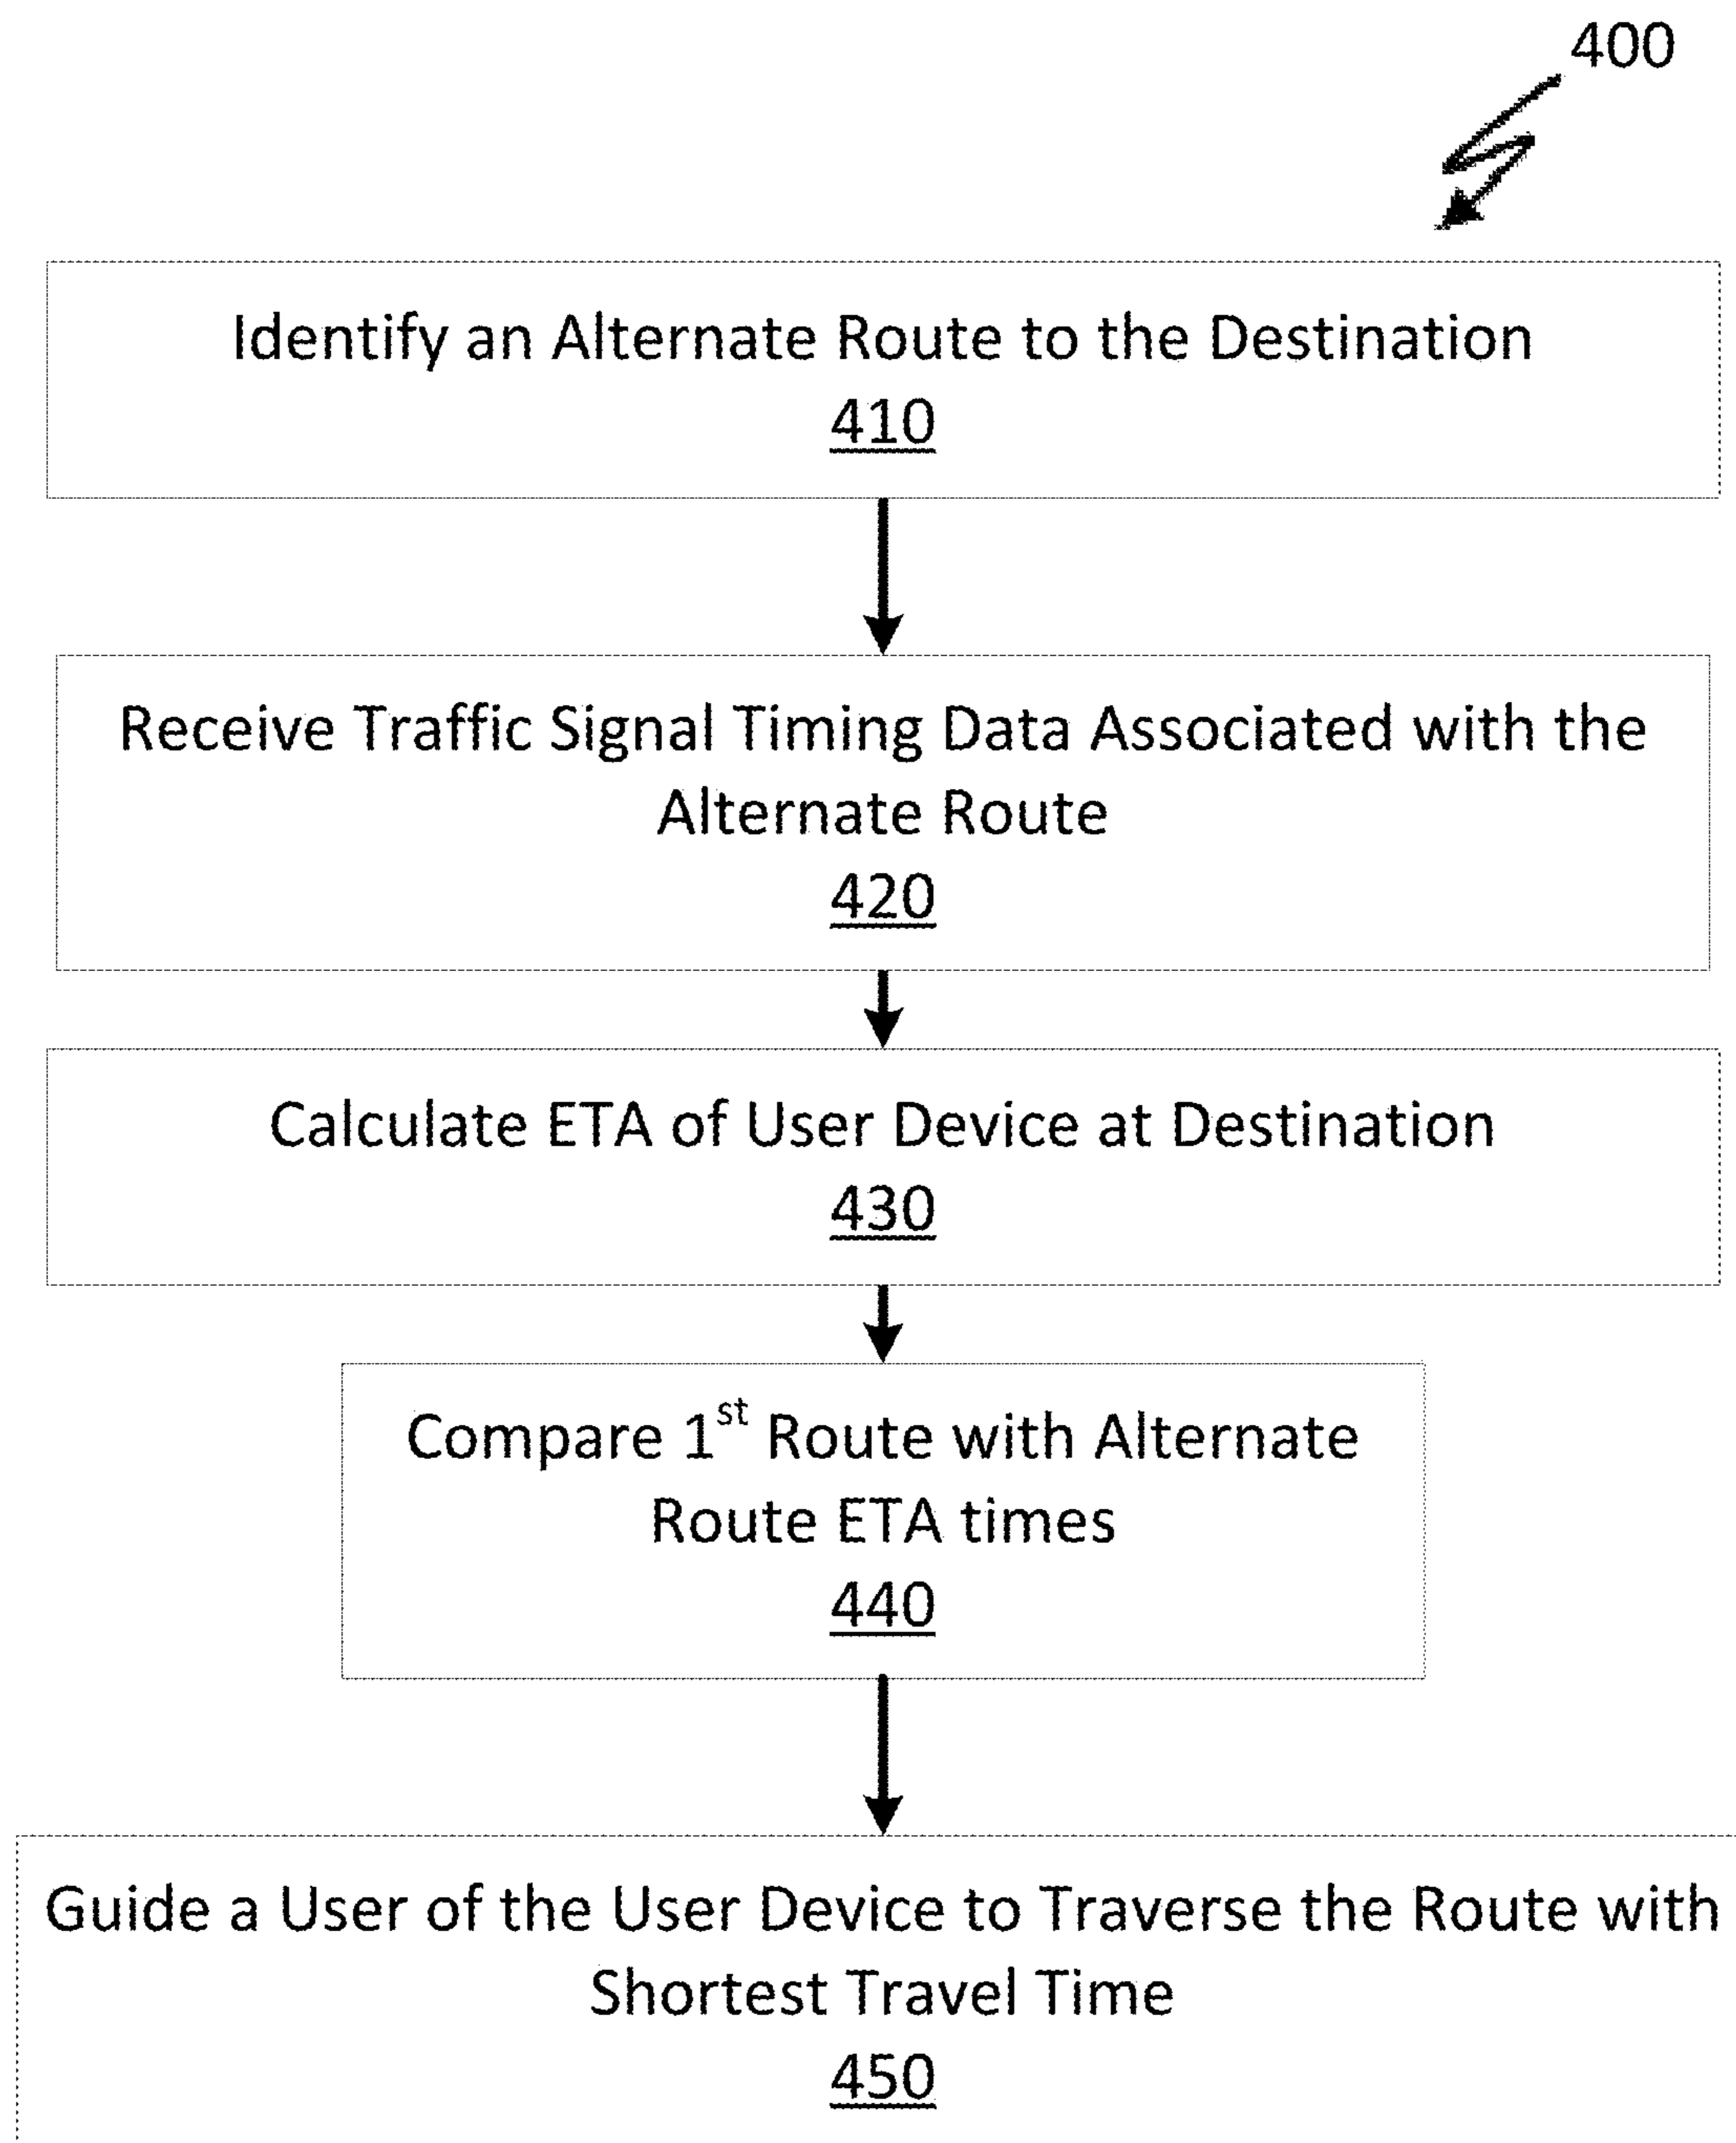 400
Identify an Alternate Route to the Destination
410
Receive Traffic Signal Timing Data Associated with the
Alternate Route
420
Calculate ETA of User Device at Destination
430
Compare 1st Route with Alternate
Route ETA times
440
Guide a User of the User Device to Traverse the Route with
Shortest Travel Time
450